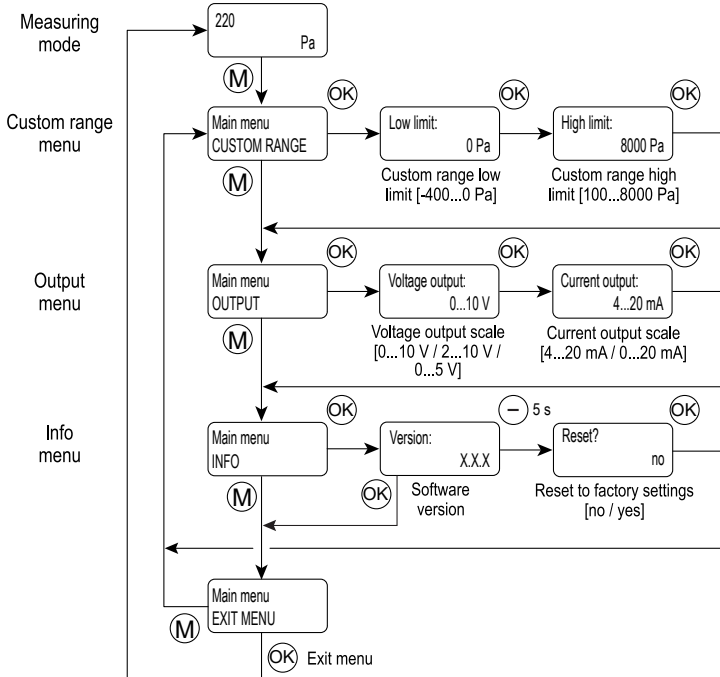 Measuring
mode
220
Pa
M
OK
OK
OK
Custom range
menu
Main menu
CUSTOM RANGE
Low limit:
0 Pa
High limit:
8000 Pa
M
Custom range low
limit [-400...0 Pa]
Custom range high
limit [100...8000 Pa]
OK
OK
OK
Output
menu
Main menu
OUTPUT
Voltage output:
0...10 V
Current output:
4...20 mA
M
Voltage output scale
[0...10 V / 2...10 V /
0...5 V]
Current output scale
[4...20 mA / 0...20 mA]
OK
– 5 s
OK
Info
menu
Main menu
INFO
Version:
X.X.X
Reset?
no
M
OK
Software
version
Reset to factory settings
[no / yes]
Main menu
EXIT MENU
M
OK Exit menu